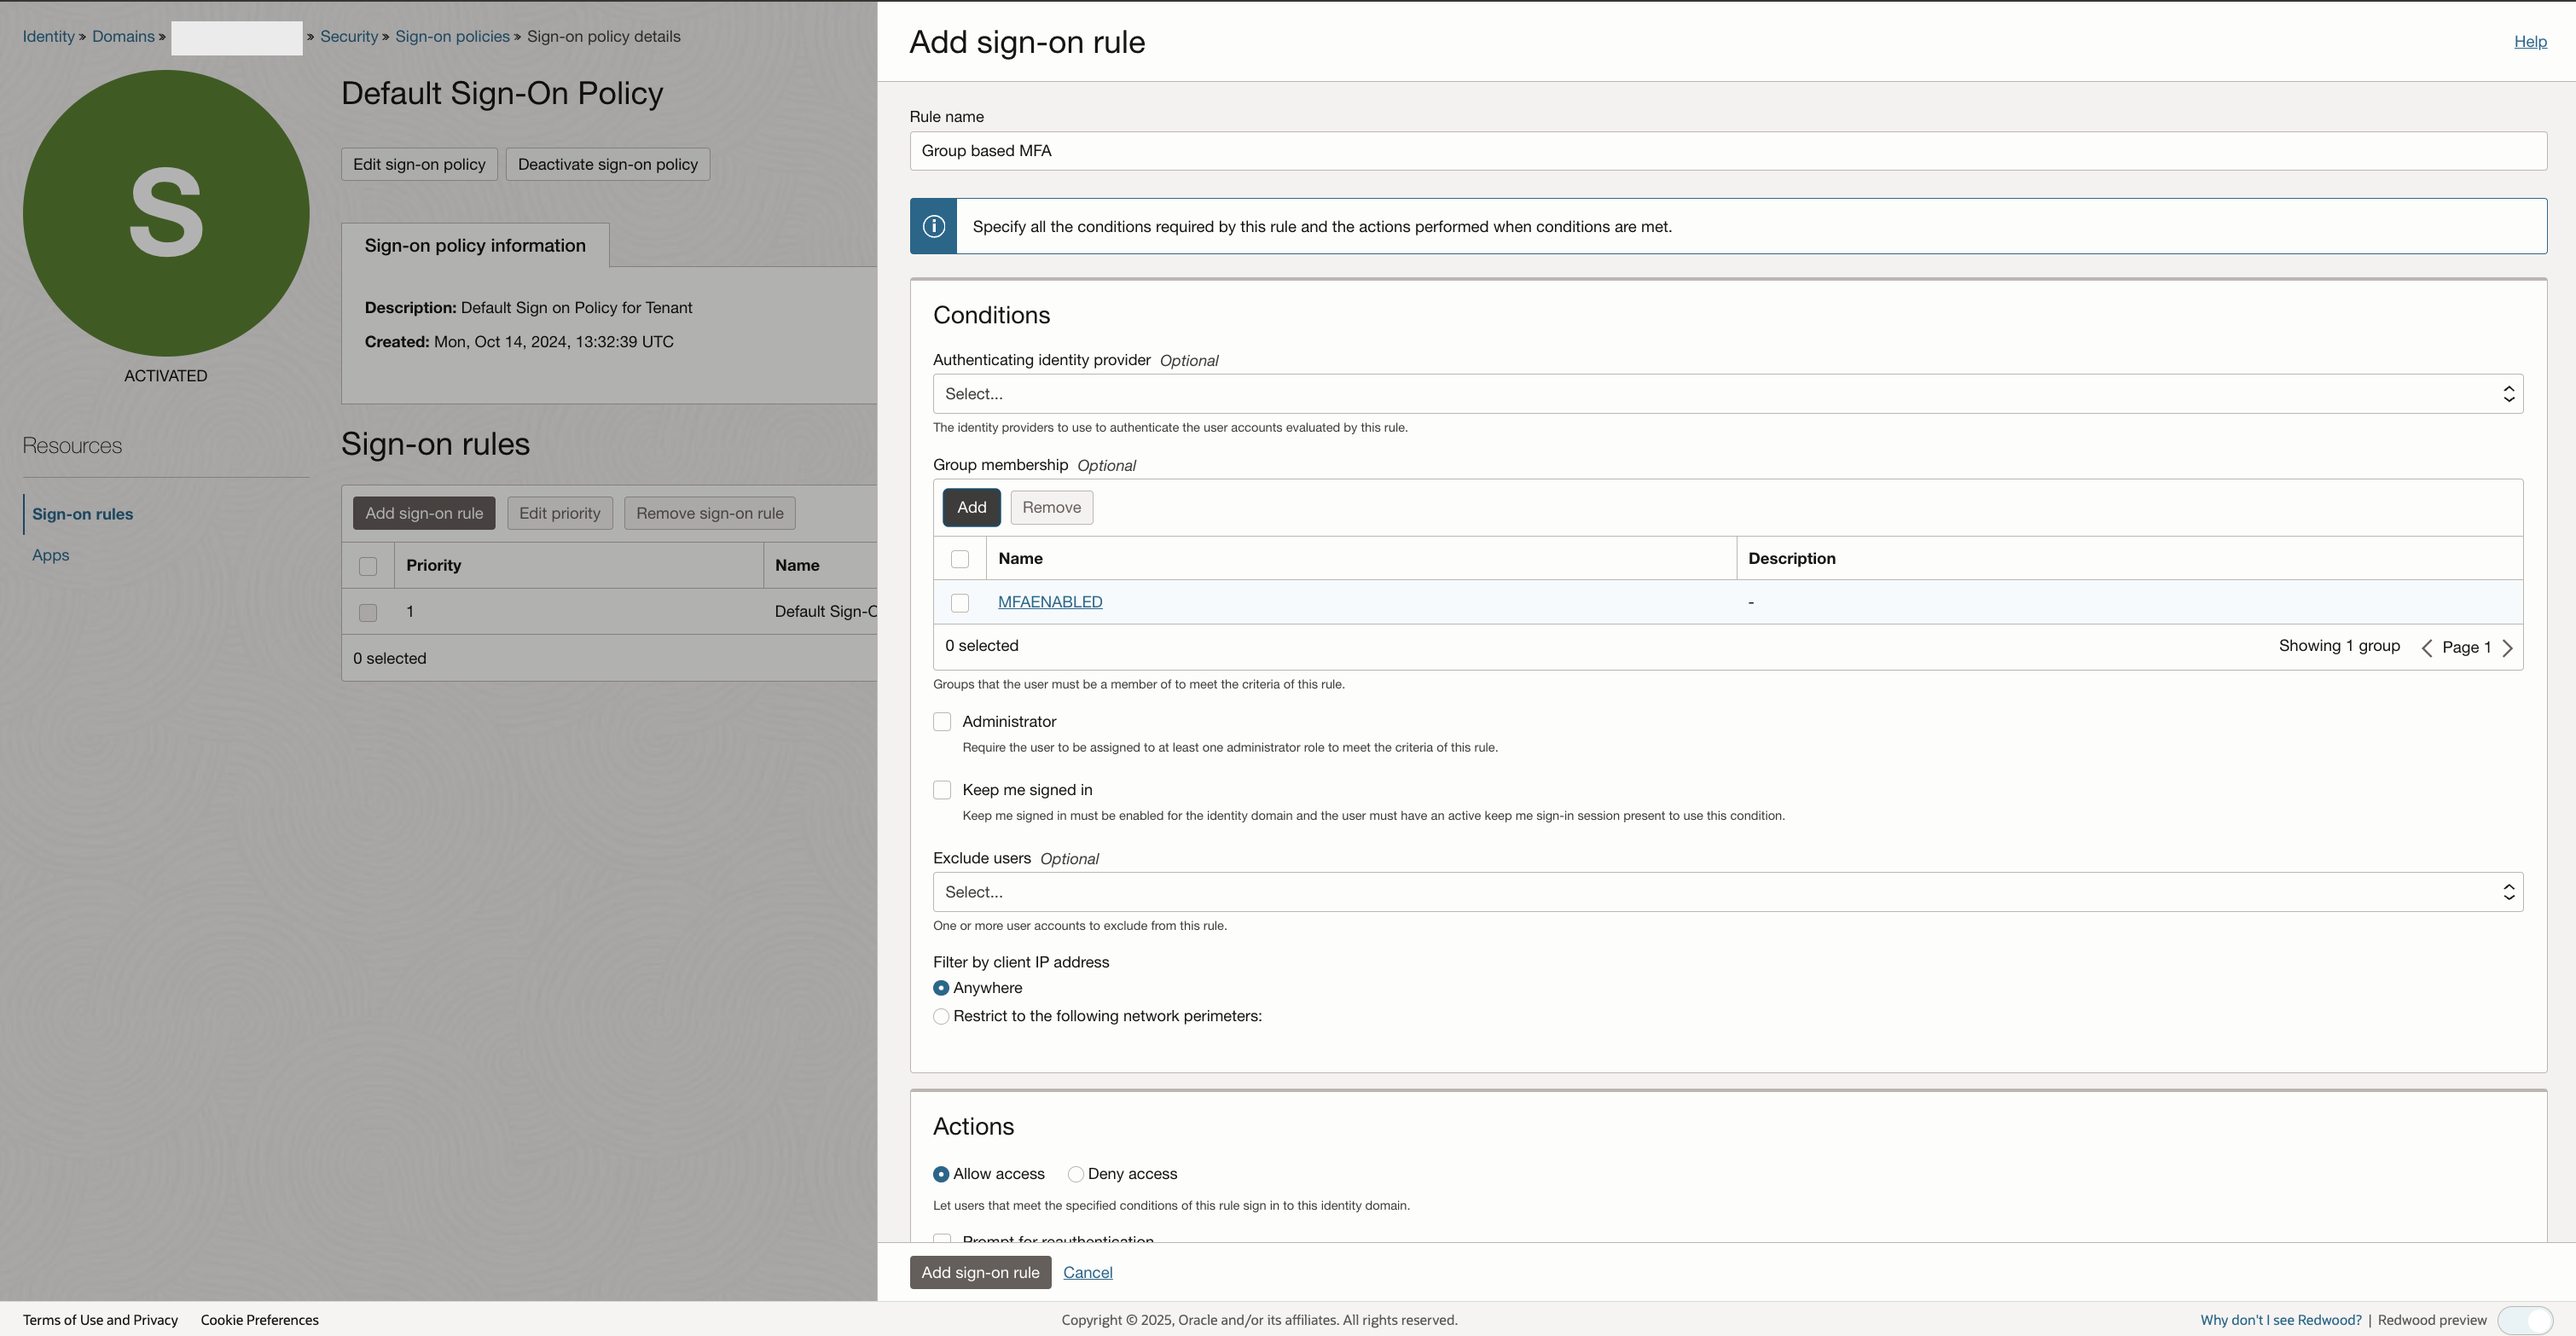 Identity » Domains » » Security » Sign-on policies » Sign-on policy details
S
ACTIVATED
Default Sign-On Policy
Edit sign-on policy
Deactivate sign-on policy
Sign-on policy information
Description: Default Sign on Policy for Tenant
Created: Mon, Oct 14, 2024, 13:32:39 UTC
Resources
Sign-on rules
Apps
Sign-on rules
Add sign-on rule
Edit priority
Remove sign-on rule
Priority
Name
1
Default Sign-O
0 selected
Add sign-on rule
Help
Rule name
Group based MFA
Specify all the conditions required by this rule and the actions performed when conditions are met.
Conditions
Authenticating identity provider Optional
Select...
The identity providers to use to authenticate the user accounts evaluated by this rule.
Group membership Optional
Add
Remove
Name
Description
MFAENABLED
-
0 selected
Showing 1 group
Page 1
Groups that the user must be a member of to meet the criteria of this rule.
Administrator
Require the user to be assigned to at least one administrator role to meet the criteria of this rule.
Keep me signed in
Keep me signed in must be enabled for the identity domain and the user must have an active keep me sign-in session present to use this condition.
Exclude users Optional
Select...
One or more user accounts to exclude from this rule.
Filter by client IP address
Anywhere
Restrict to the following network perimeters:
Actions
Allow access
Deny access
Let users that meet the specified conditions of this rule sign in to this identity domain.
Prompt for reauthentication
Add sign-on rule
Cancel
Terms of Use and Privacy
Cookie Preferences
Copyright © 2025, Oracle and/or its affiliates. All rights reserved.
Why don't I see Redwood? | Redwood preview